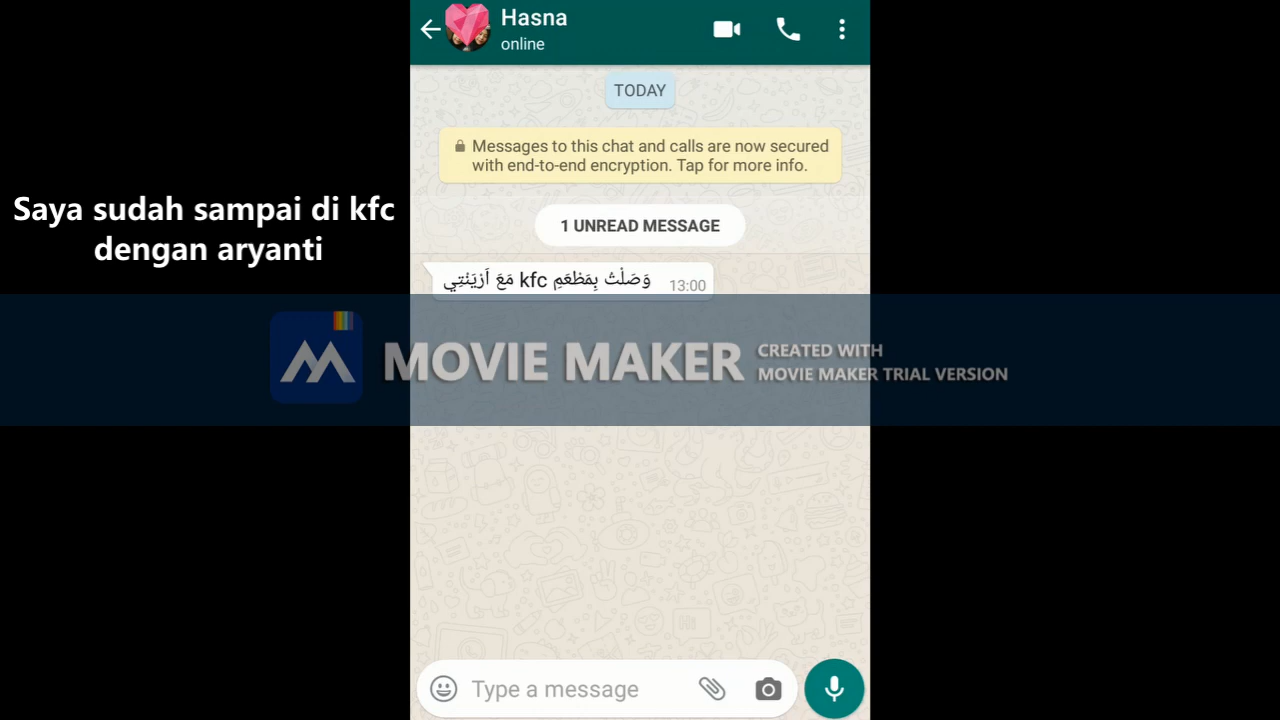 Hasna
online
TODAY
Messages to this chat and calls are now secured
with end-to-end encryption. Tap for more info.
Saya sudah sampai di kfc
dengan aryanti
1 UNREAD MESSAGE
وَصَلْتُ بِمَطْعَمِ kfc مَعَ اَرْيَنْتِي
13:00
MOVIE MAKER
CREATED WITH
MOVIE MAKER TRIAL VERSION
Type a message